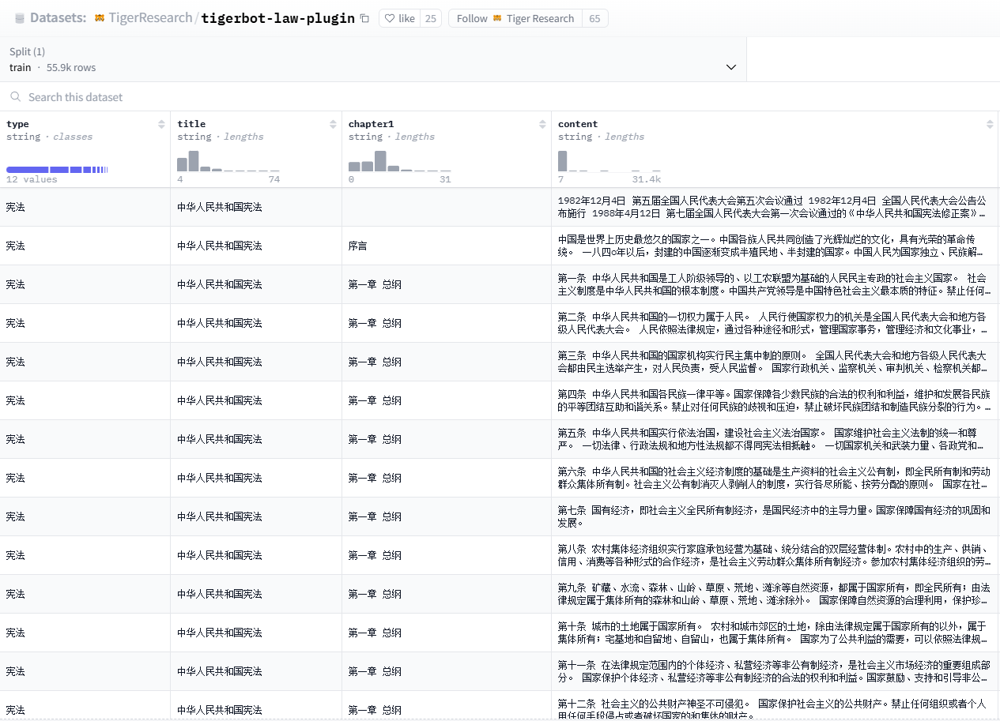 Datasets: TigerResearch/tigerbot-law-plugin like 25 Follow Tiger Research 65
Split (1)
train · 55.9k rows
Search this dataset
type title chapter1 content
string · classes string · lengths string · lengths string · lengths
12 values 4 74 0 31 7 31.4k
宪法 中华人民共和国宪法 1982年12月4日 第五届全国人民代表大会第五次会议通过 1982年12月4日 全国人民代表大会公告公
布施行 1988年4月12日 第七届全国人民代表大会第一次会议通过的《中华人民共和国宪法修正案》…
宪法 中华人民共和国宪法 序言 中国是世界上历史最悠久的国家之一。中国各族人民共同创造了光辉灿烂的文化，具有光荣的革命传
统。 一八四○年以后，封建的中国逐渐变成半殖民地、半封建的国家。中国人民为国家独立、民族解…
宪法 中华人民共和国宪法 第一章 总纲 第一条 中华人民共和国是工人阶级领导的、以工农联盟为基础的人民民主专政的社会主义国家。 社会
主义制度是中华人民共和国的根本制度。中国共产党领导是中国特色社会主义最本质的特征。禁止任何…
宪法 中华人民共和国宪法 第一章 总纲 第二条 中华人民共和国的一切权力属于人民。 人民行使国家权力的机关是全国人民代表大会和地方各
级人民代表大会。 人民依照法律规定，通过各种途径和形式，管理国家事务，管理经济和文化事业，…
宪法 中华人民共和国宪法 第一章 总纲 第三条 中华人民共和国的国家机构实行民主集中制的原则。 全国人民代表大会和地方各级人民代表大
会都由民主选举产生，对人民负责，受人民监督。 国家行政机关、监察机关、审判机关、检察机关都…
宪法 中华人民共和国宪法 第一章 总纲 第四条 中华人民共和国各民族一律平等。国家保障各少数民族的合法的权利和利益，维护和发展各民族
的平等团结互助和谐关系。禁止对任何民族的歧视和压迫，禁止破坏民族团结和制造民族分裂的行为。…
宪法 中华人民共和国宪法 第一章 总纲 第五条 中华人民共和国实行依法治国，建设社会主义法治国家。 国家维护社会主义法制的统一和尊
严。 一切法律、行政法规和地方性法规都不得同宪法相抵触。 一切国家机关和武装力量、各政党和…
宪法 中华人民共和国宪法 第一章 总纲 第六条 中华人民共和国的社会主义经济制度的基础是生产资料的社会主义公有制，即全民所有制和劳动
群众集体所有制。社会主义公有制消灭人剥削人的制度，实行各尽所能、按劳分配的原则。 国家在社…
宪法 中华人民共和国宪法 第一章 总纲 第七条 国有经济，即社会主义全民所有制经济，是国民经济中的主导力量。国家保障国有经济的巩固和
发展。
宪法 中华人民共和国宪法 第一章 总纲 第八条 农村集体经济组织实行家庭承包经营为基础、统分结合的双层经营体制。农村中的生产、供销、
信用、消费等各种形式的合作经济，是社会主义劳动群众集体所有制经济。参加农村集体经济组织的劳…
宪法 中华人民共和国宪法 第一章 总纲 第九条 矿藏、水流、森林、山岭、草原、荒地、滩涂等自然资源，都属于国家所有，即全民所有；由法
律规定属于集体所有的森林和山岭、草原、荒地、滩涂除外。 国家保障自然资源的合理利用，保护珍…
宪法 中华人民共和国宪法 第一章 总纲 第十条 城市的土地属于国家所有。 农村和城市郊区的土地，除由法律规定属于国家所有的以外，属于
集体所有；宅基地和自留地、自留山，也属于集体所有。 国家为了公共利益的需要，可以依照法律规…
宪法 中华人民共和国宪法 第一章 总纲 第十一条 在法律规定范围内的个体经济、私营经济等非公有制经济，是社会主义市场经济的重要组成部
分。 国家保护个体经济、私营经济等非公有制经济的合法的权利和利益。国家鼓励、支持和引导非公…
宪法 中华人民共和国宪法 第一章 总纲 第十二条 社会主义的公共财产神圣不可侵犯。 国家保护社会主义的公共财产。禁止任何组织或者个人
用任何手段侵占或者破坏国家的和集体的财产。